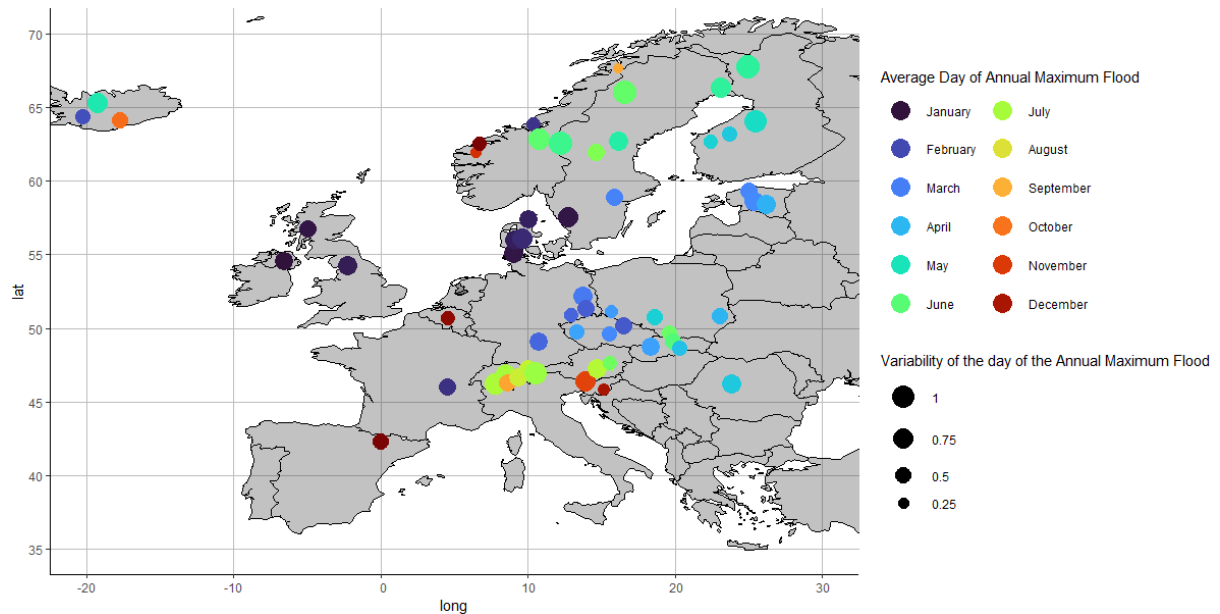 70
65
60
55
50
45
40
35
lat
-20
-10
0
10
20
30
long
Average Day of Annual Maximum Flood
January
July
February
August
March
September
April
October
May
November
June
December
Variability of the day of the Annual Maximum Flood
1
0.75
0.5
0.25